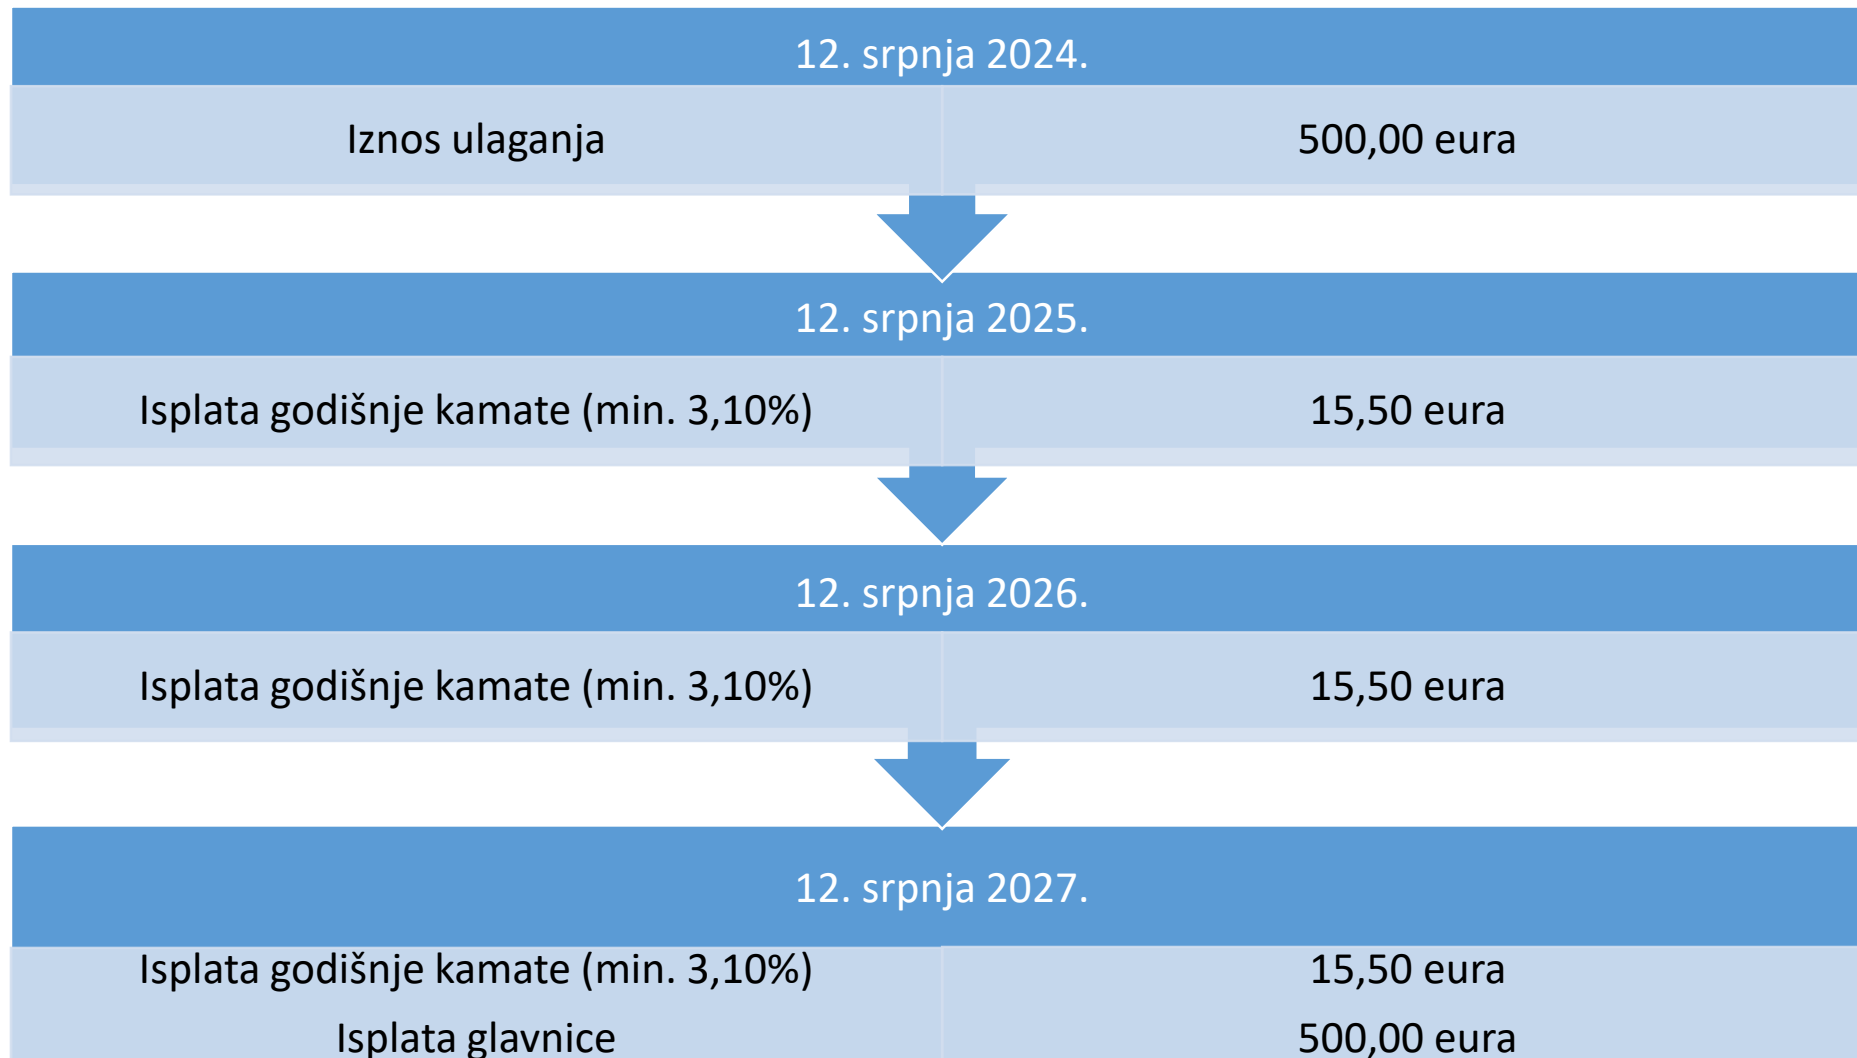 12. srpnja 2024.
Iznos ulaganja 500,00 eura
12. srpnja 2025.
Isplata godišnje kamate (min. 3,10%) 15,50 eura
12. srpnja 2026.
Isplata godišnje kamate (min. 3,10%) 15,50 eura
12. srpnja 2027.
Isplata godišnje kamate (min. 3,10%) 15,50 eura
Isplata glavnice 500,00 eura